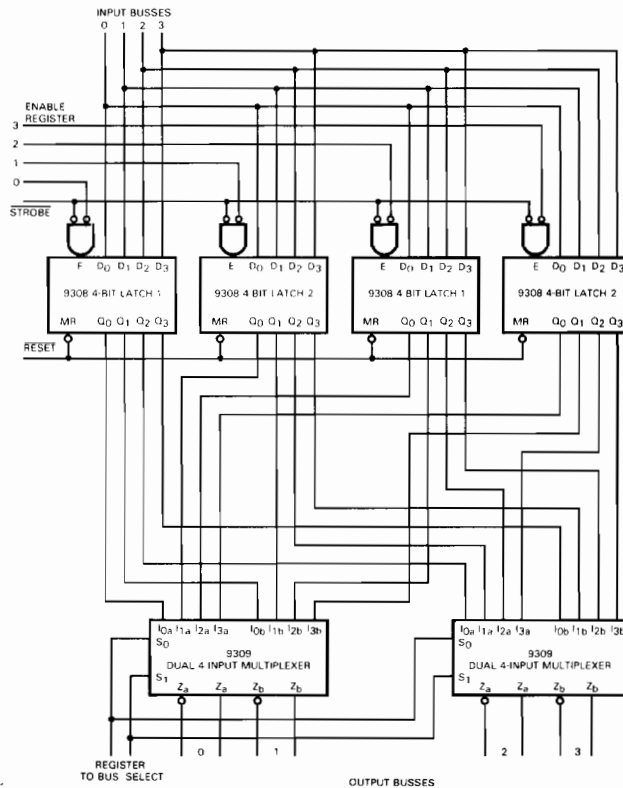 INPUT BUSSES
0 1 2 3
ENABLE
REGISTER
3
2
1
0
STROBE
F D0 D1 D2 D3
E D0 D1 D2 D3
E D0 D1 D2 D3
E D0 D1 D2 D3
9308 4-BIT LATCH 1
9308 4 BIT LATCH 2
9308 4 BIT LATCH 1
9308 4-BIT LATCH 2
MR Q0 Q1 Q2 Q3
MR Q0 Q1 Q2 Q3
MR Q0 Q1 Q2 Q3
MR Q0 Q1 Q2 Q3
RESET
I0a I1a I2a I3a I0b I1b I2b I3b
I0a I1a I2a I3a I0b I1b I2b I3b
S0
9309
DUAL 4 INPUT MULTIPLEXER
S1
Za Za Zb Zb
S0
9309
DUAL 4-INPUT MULTIPLEXER
S1
Za Za Zb Zb
0 1
2 3
REGISTER
TO BUS SELECT
OUTPUT BUSSES